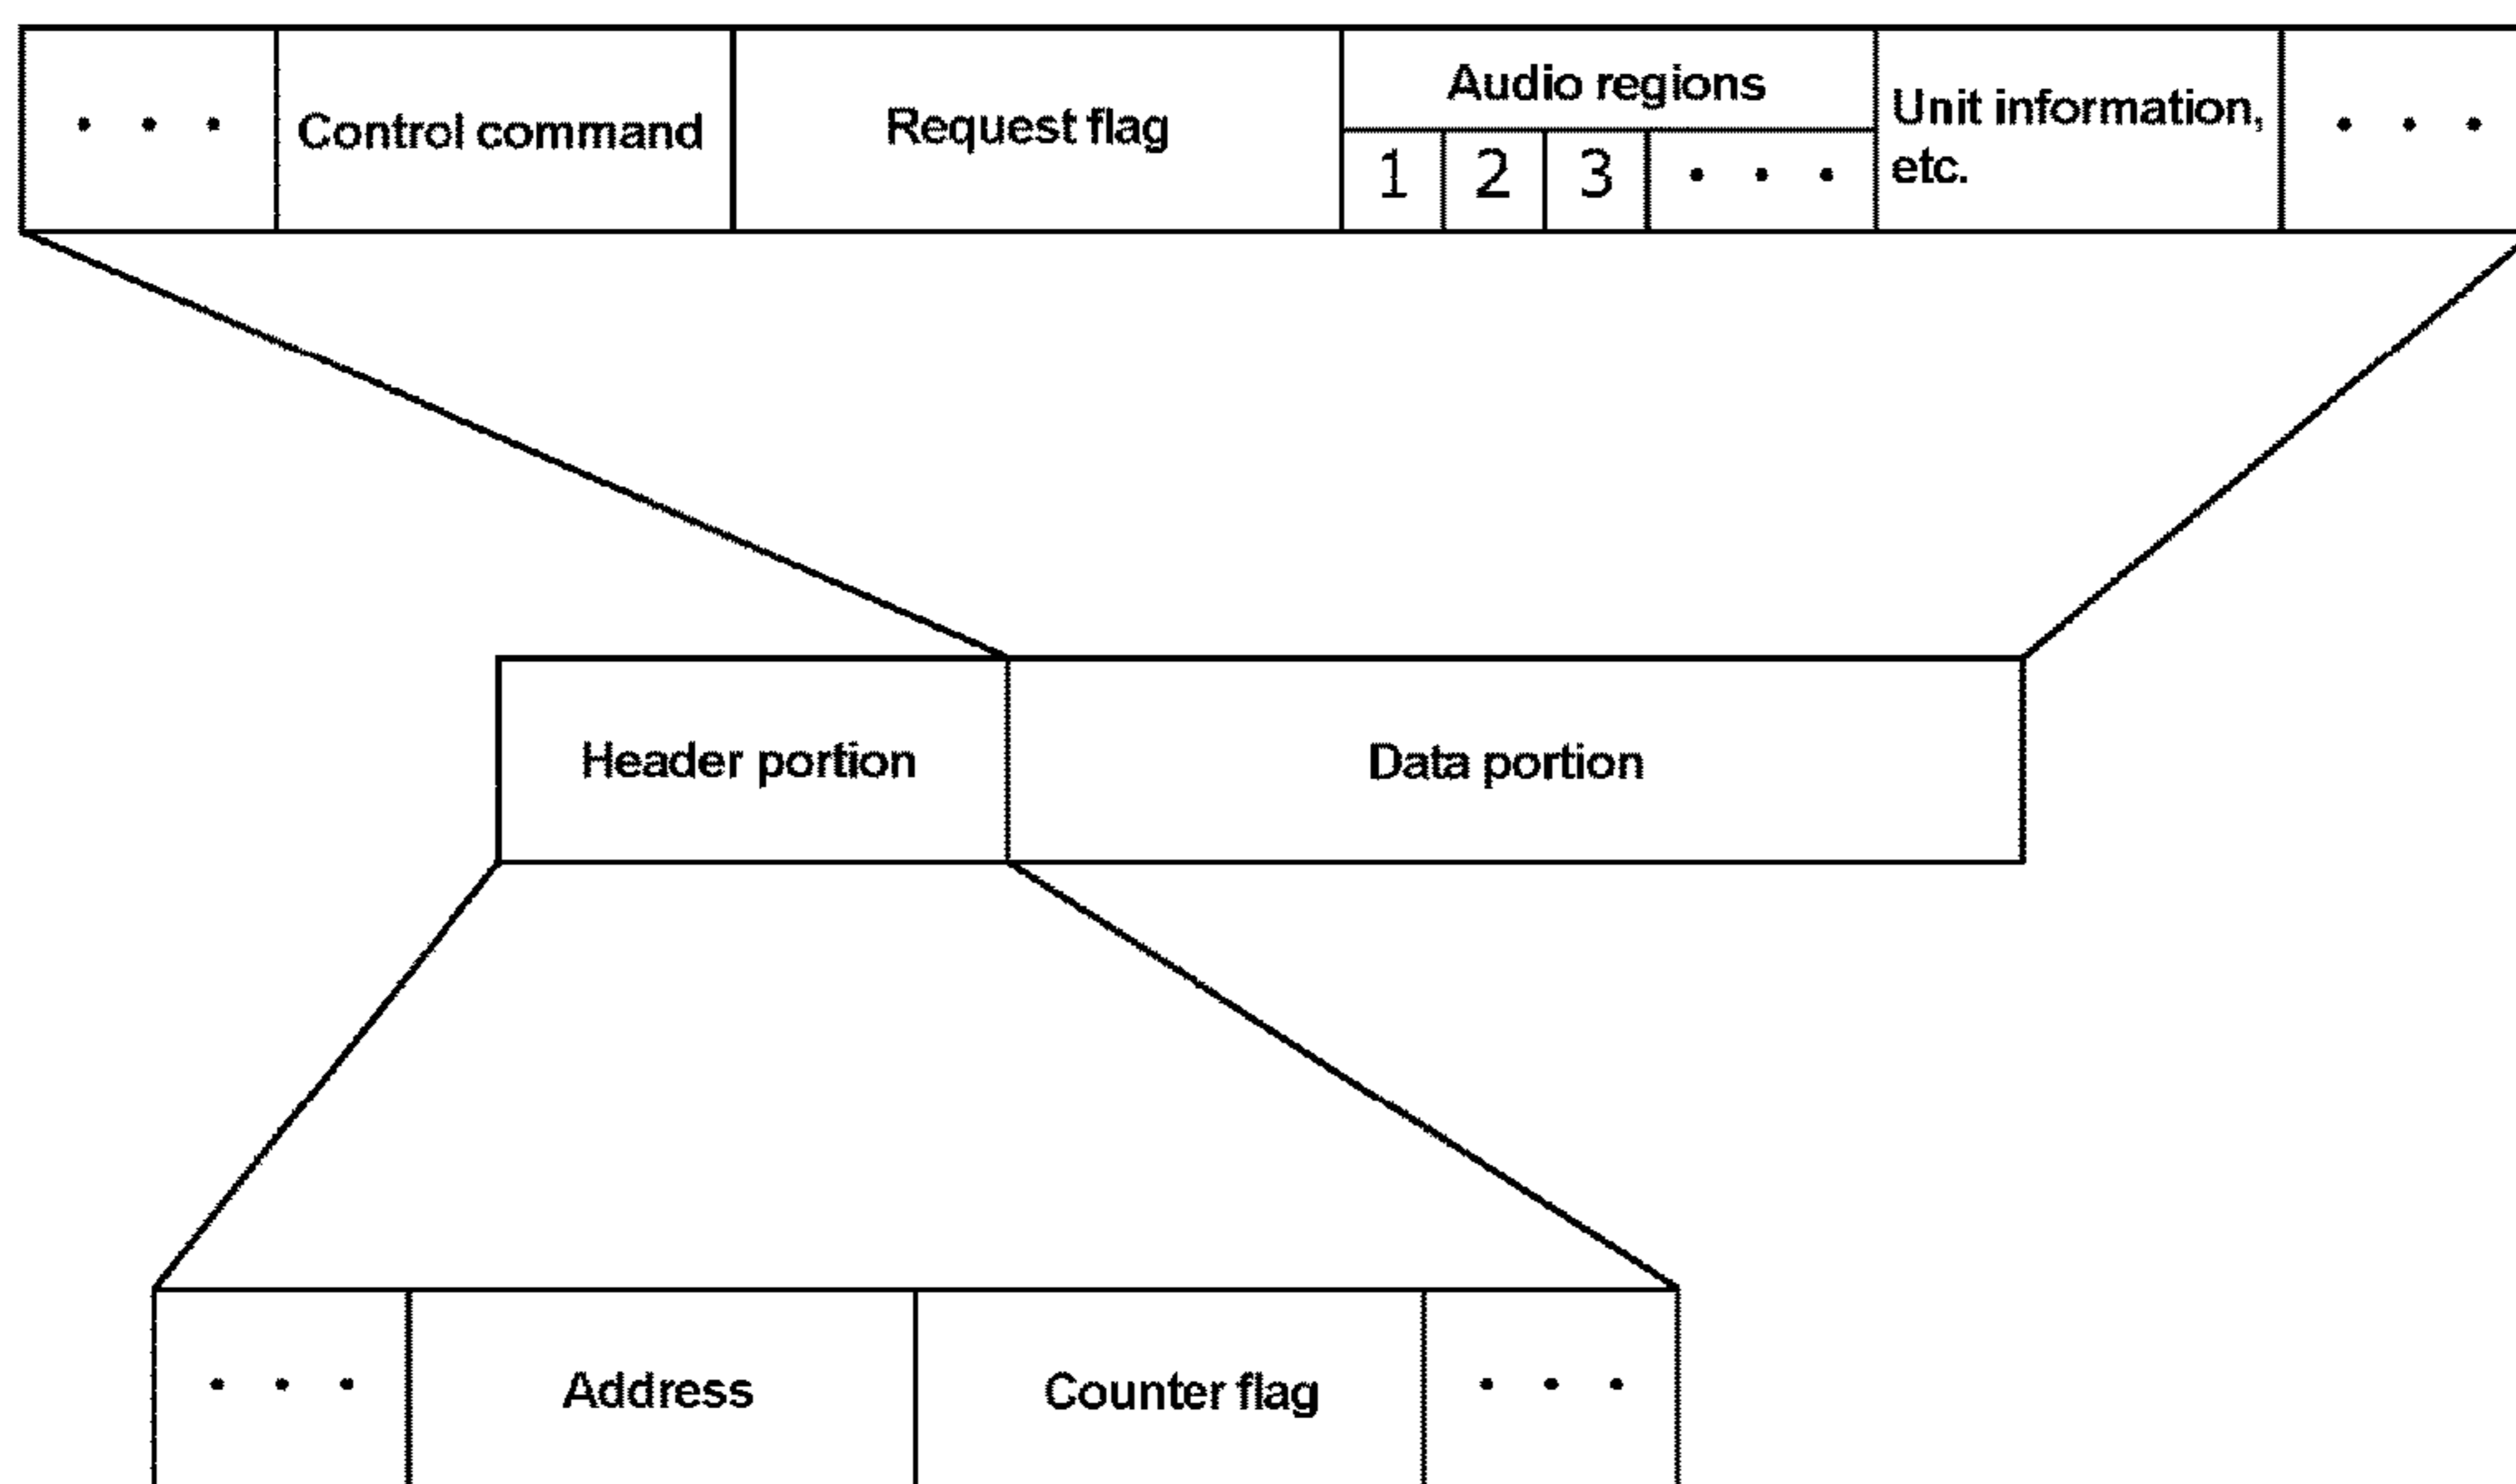 • • • Control command Request flag Audio regions Unit information,
1 2 3 • • • etc. • • •
Header portion Data portion
• • • Address Counter flag • • •